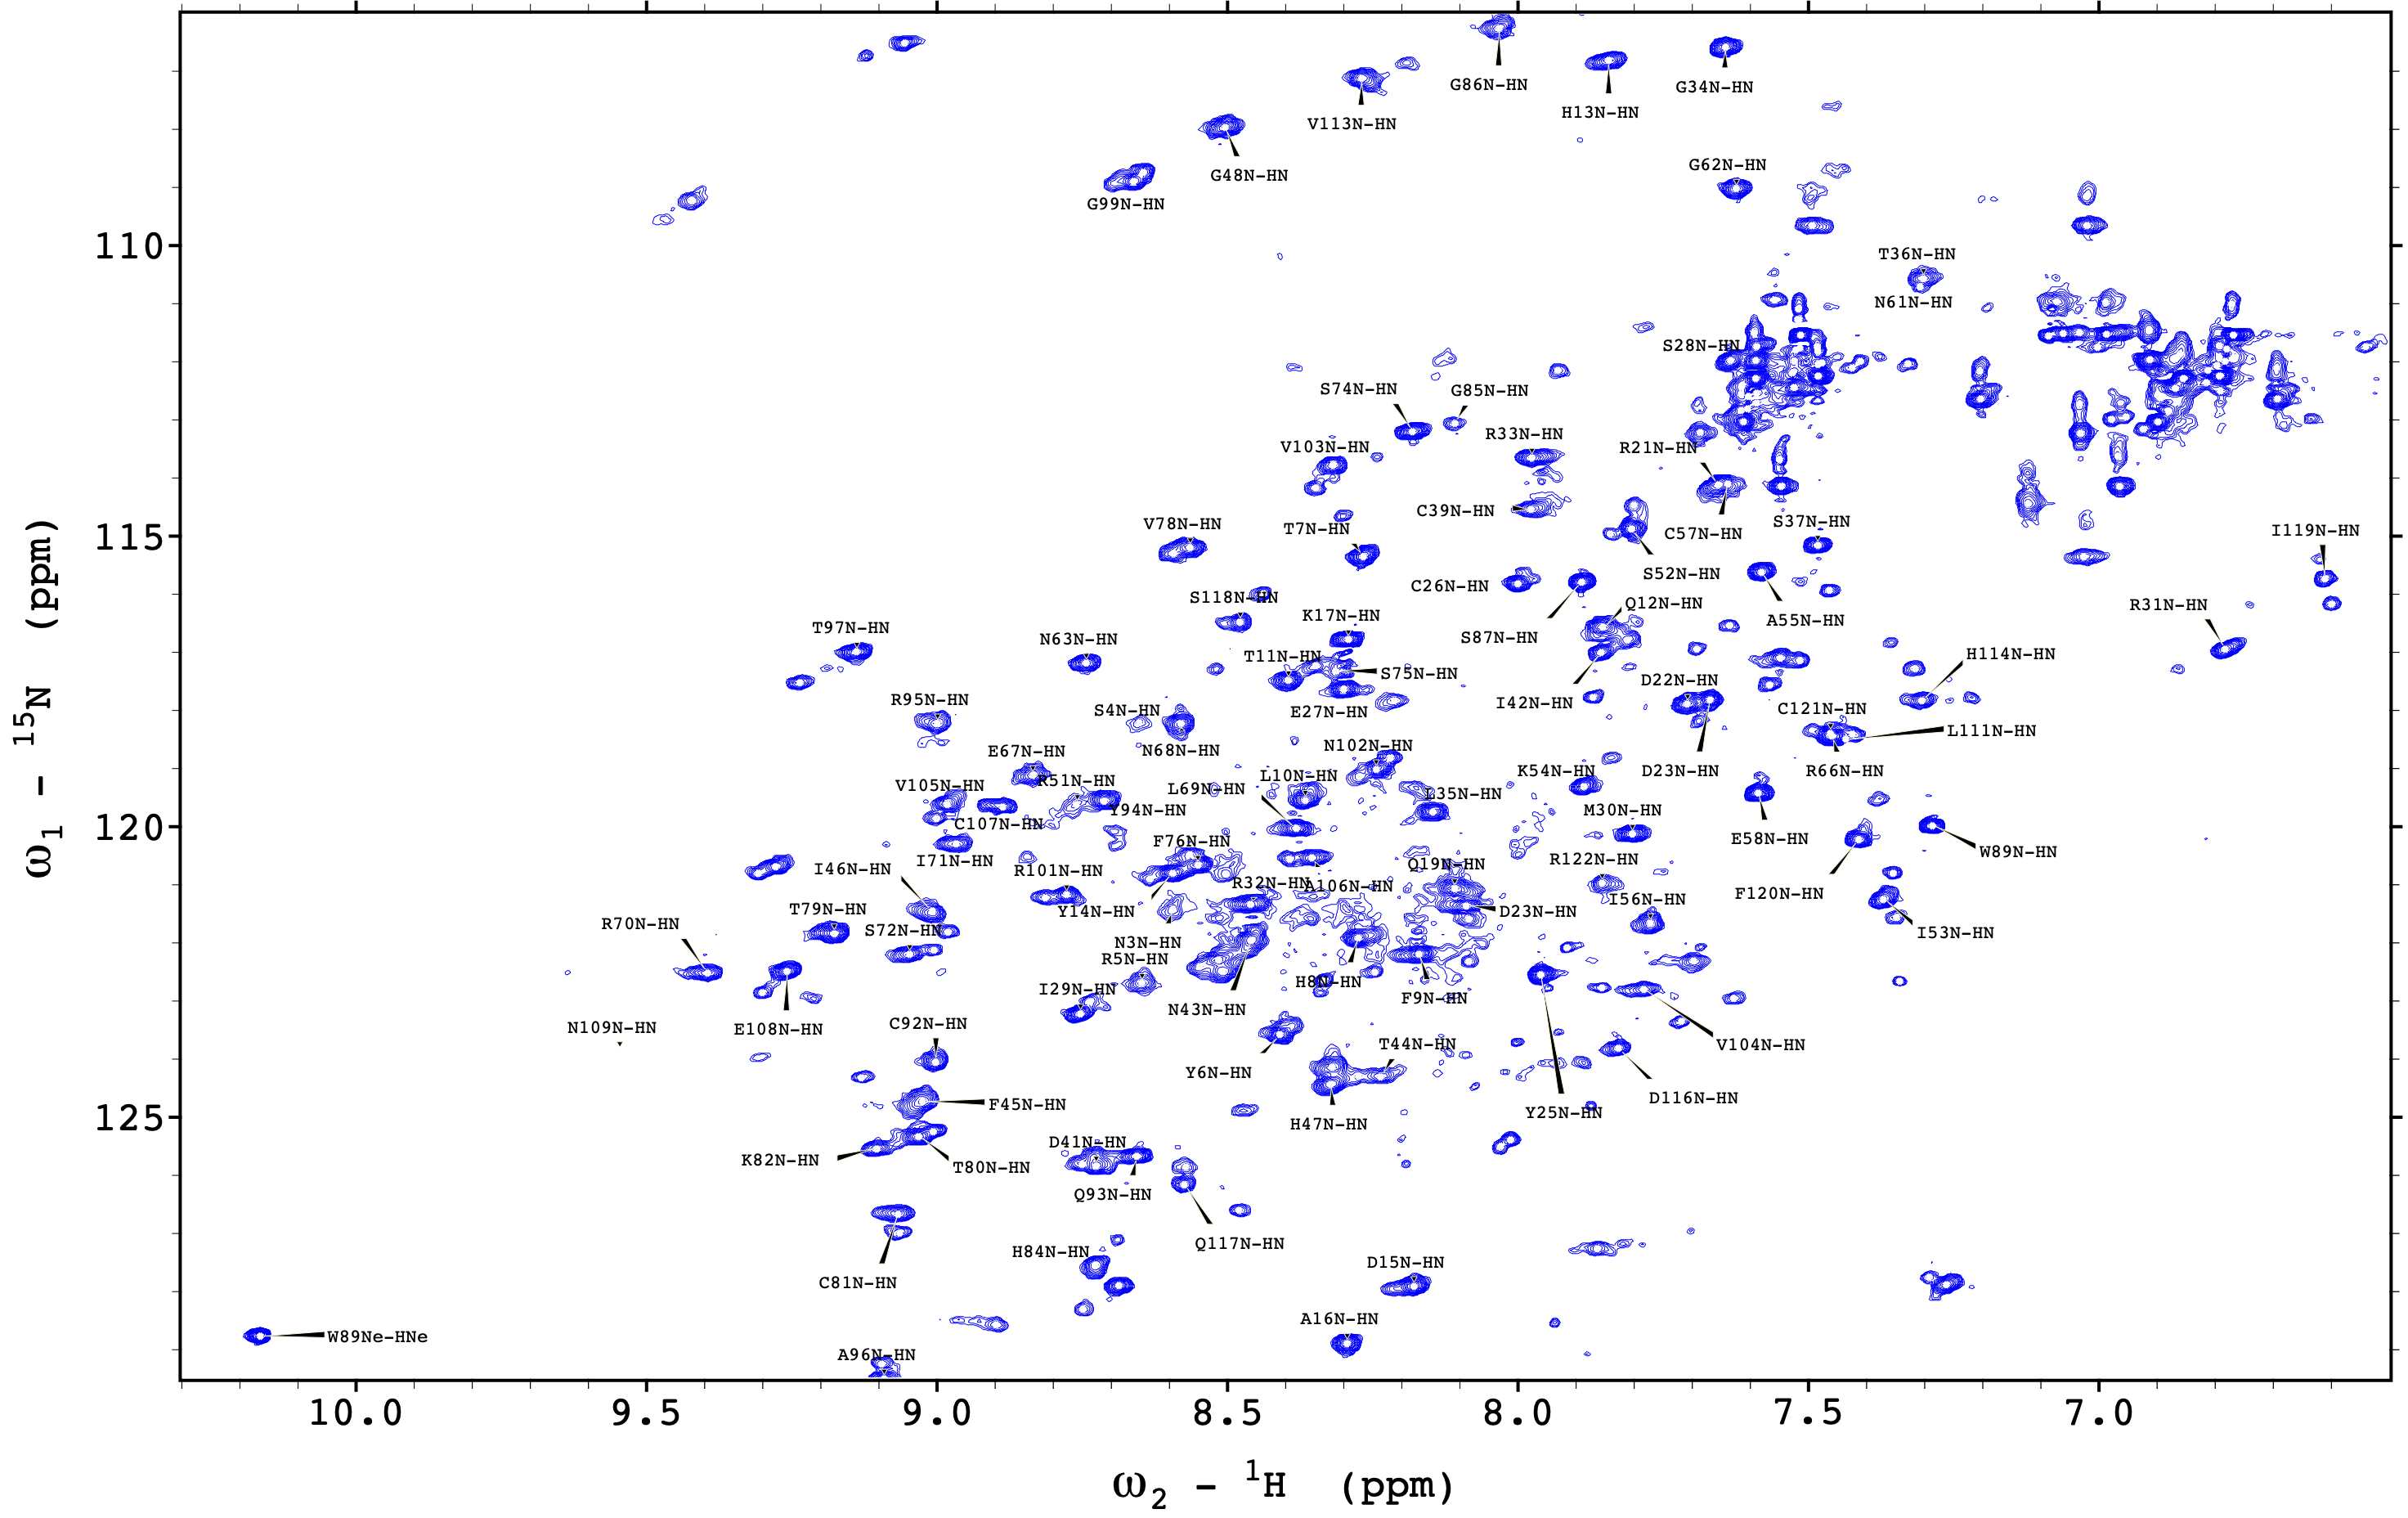 G86N-HN
G34N-HN
H13N-HN
V113N-HN
G62N-HN
G48N-HN
G99N-HN
110
T36N-HN
N61N-HN
S28N-HN
S74N-HN
G85N-HN
R33N-HN
V103N-HN
R21N-HN
C39N-HN
V78N-HN
T7N-HN
C57N-HN
S37N-HN
I119N-HN
115
S52N-HN
C26N-HN
S118N-HN
Q12N-HN
R31N-HN
K17N-HN
A55N-HN
T97N-HN
N63N-HN
S87N-HN
T11N-HN
H114N-HN
S75N-HN
D22N-HN
R95N-HN
I42N-HN
S4N-HN
E27N-HN
C121N-HN
L111N-HN
E67N-HN
N68N-HN
N102N-HN
K54N-HN
D23N-HN
R66N-HN
V105N-HN
R51N-HN
L69N-HN
L10N-HN
L35N-HN
Y94N-HN
M30N-HN
120
C107N-HN
E58N-HN
F76N-HN
W89N-HN
I71N-HN
I46N-HN
R101N-HN
Q19N-HN
R122N-HN
R32N-HN
A106N-HN
F120N-HN
T79N-HN
Y14N-HN
D23N-HN
I56N-HN
R70N-HN
S72N-HN
I53N-HN
N3N-HN
R5N-HN
H8N-HN
I29N-HN
F9N-HN
N43N-HN
N109N-HN
E108N-HN
C92N-HN
T44N-HN
V104N-HN
Y6N-HN
D116N-HN
F45N-HN
Y25N-HN
125
H47N-HN
D41N-HN
K82N-HN
T80N-HN
Q93N-HN
Q117N-HN
H84N-HN
C81N-HN
D15N-HN
A16N-HN
W89Ne-HNe
A96N-HN
10.0 9.5 9.0 8.5 8.0 7.5 7.0
ω1 - 15N (ppm)
ω2 - 1H (ppm)